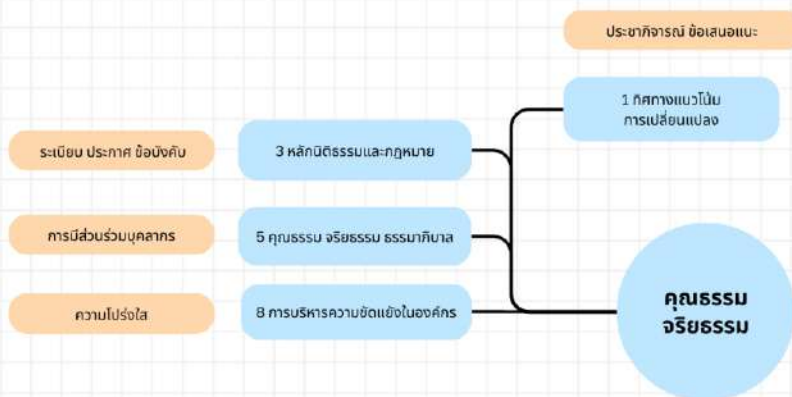 ประชาภิจารณ์ ข้อเสนอแนะ
1 ทิศทางแนวโน้ม
การเปลี่ยนแปลง
ระเบียบ ประกาศ ข้อบังคับ
3 หลักนิติธรรมและกฎหมาย
การมีส่วนร่วมบุคลากร
5 คุณธรรม จริยธรรม ธรรมาภิบาล
ความโปร่งใส
8 การบริหารความขัดแย้งในองค์กร
คุณธรรม
จริยธรรม